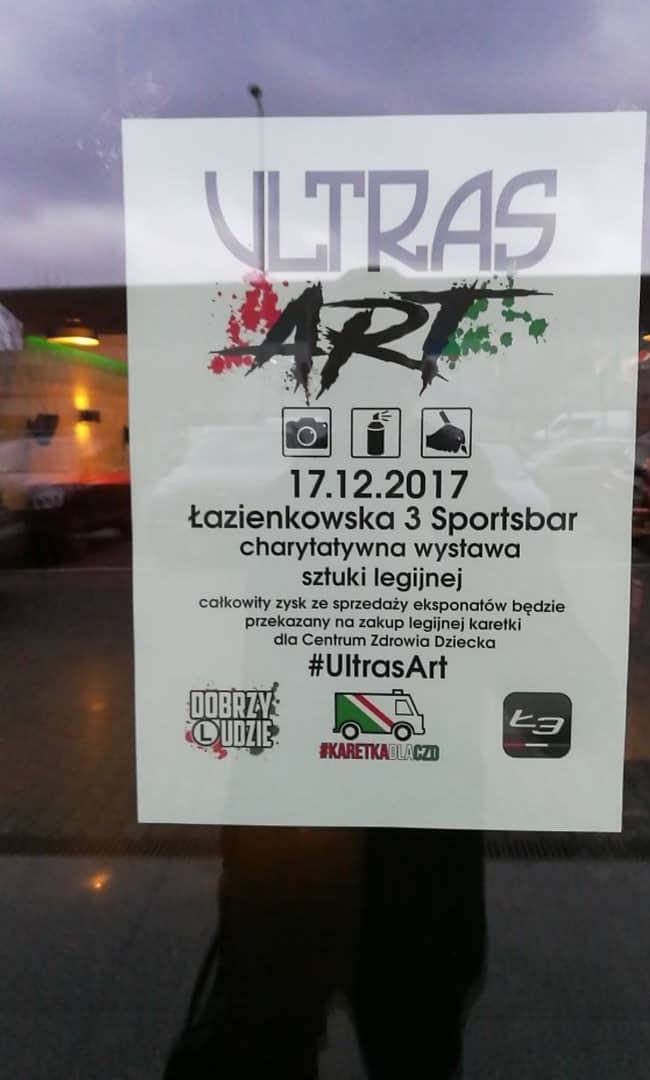 ULTRAS
ART
17.12.2017
Łazienkowska 3 Sportsbar
charytatywna wystawa
sztuki legijnej
całkowity zysk ze sprzedaży eksponatów będzie
przekazany na zakup legijnej karetki
dla Centrum Zdrowia Dziecka
#UltrasArt
DOBRZY
LUDZIE
#KARETKADLACZD
Ł3